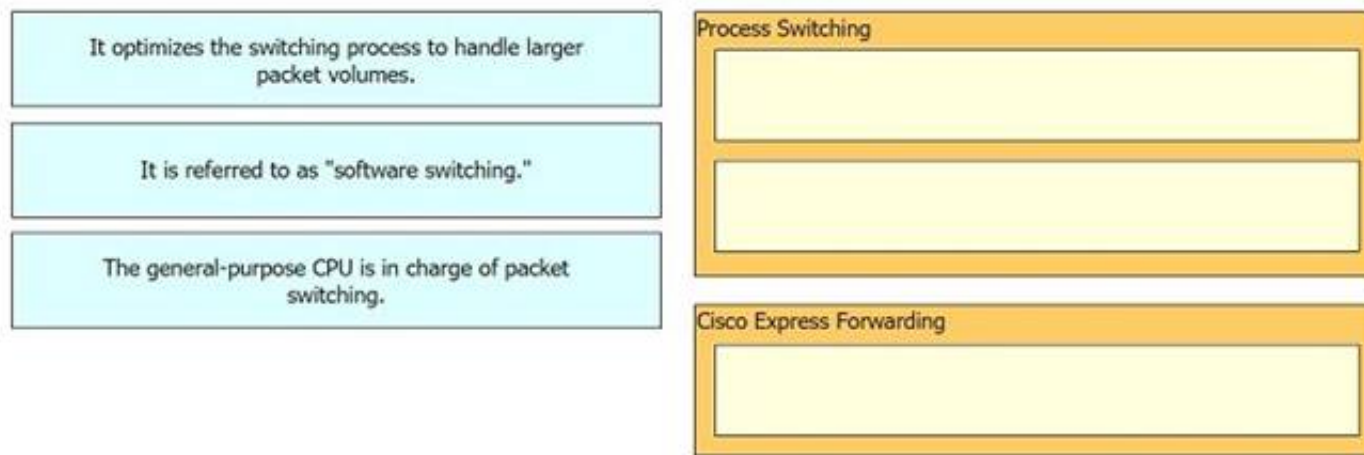 It optimizes the switching process to handle larger
packet volumes.
It is referred to as "software switching."
The general-purpose CPU is in charge of packet
switching.
Process Switching
Cisco Express Forwarding